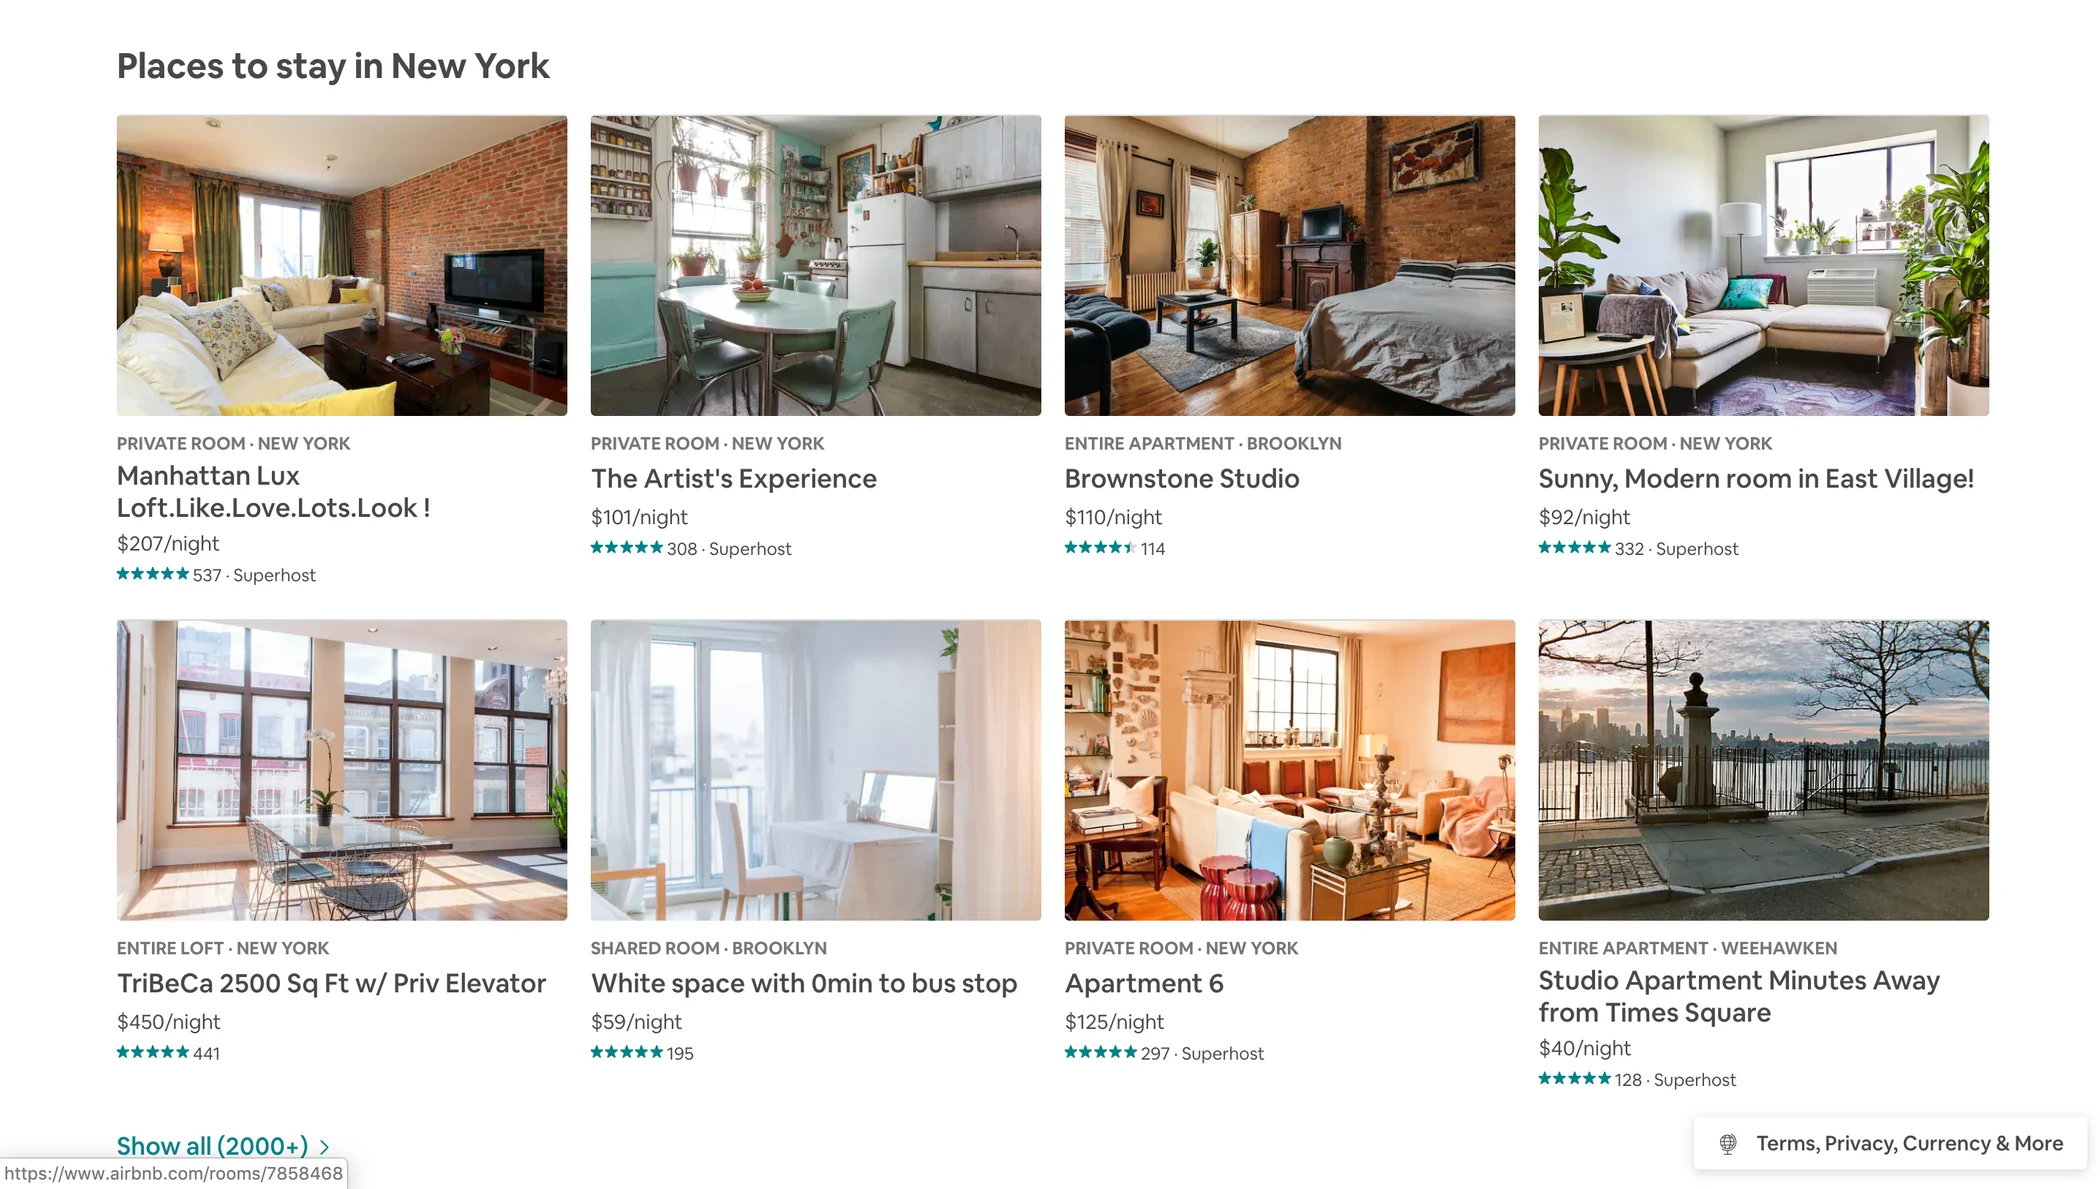 Places to stay in New York
PRIVATE ROOM · NEW YORK
Manhattan Lux
Loft.Like.Love.Lots.Look !
$207/night
537 · Superhost
PRIVATE ROOM · NEW YORK
The Artist's Experience
$101/night
308 · Superhost
ENTIRE APARTMENT · BROOKLYN
Brownstone Studio
$110/night
114
PRIVATE ROOM · NEW YORK
Sunny, Modern room in East Village!
$92/night
332 · Superhost
ENTIRE LOFT · NEW YORK
TriBeCa 2500 Sq Ft w/ Priv Elevator
$450/night
441
SHARED ROOM · BROOKLYN
White space with 0min to bus stop
$59/night
195
PRIVATE ROOM · NEW YORK
Apartment 6
$125/night
297 · Superhost
ENTIRE APARTMENT · WEEHAWKEN
Studio Apartment Minutes Away
from Times Square
$40/night
128 · Superhost
Show all (2000+) >
Terms, Privacy, Currency & More
https://www.airbnb.com/rooms/7858468